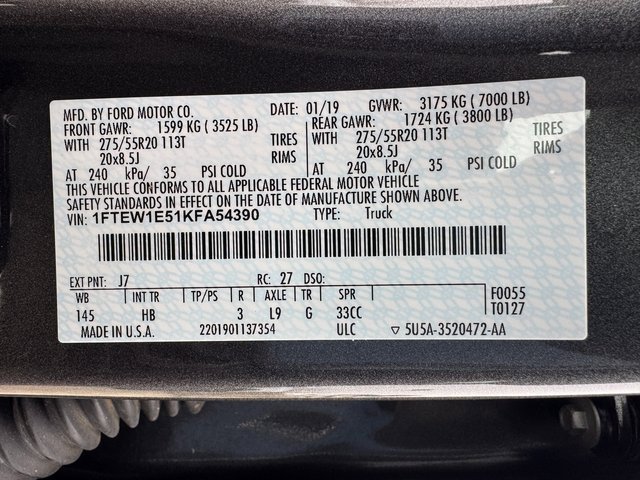 MFD. BY FORD MOTOR CO. DATE: 01/19 GVWR: 3175 KG ( 7000 LB)
FRONT GAWR: 1599 KG ( 3525 LB) REAR GAWR: 1724 KG ( 3800 LB)
WITH 275/55R20 113T TIRES WITH 275/55R20 113T TIRES
20x8.5J RIMS 20x8.5J RIMS
AT 240 kPa/ 35 PSI COLD AT 240 kPa/ 35 PSI COLD
THIS VEHICLE CONFORMS TO ALL APPLICABLE FEDERAL MOTOR VEHICLE
SAFETY STANDARDS IN EFFECT ON THE DATE OF MANUFACTURE SHOWN ABOVE.
VIN: 1FTEW1E51KFA54390 TYPE: Truck
EXT PNT: J7 RC: 27 DSO:
WB INT TR TP/PS R AXLE TR SPR F0055
145 HB 3 L9 G 33CC T0127
MADE IN U.S.A. 2201901137354 ULC ▽ 5U5A-3520472-AA